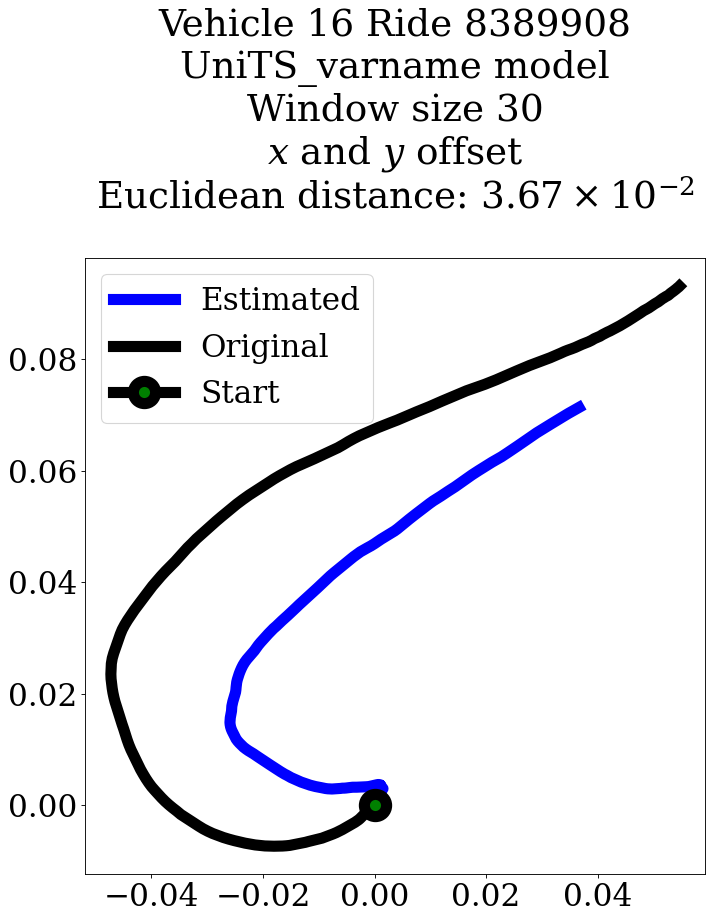 Vehicle 16 Ride 8389908
UniTS_varname model
Window size 30
x and y offset
Euclidean distance: 3.67 × 10⁻²
Estimated
Original
Start
0.08
0.06
0.04
0.02
0.00
−0.04 −0.02 0.00 0.02 0.04